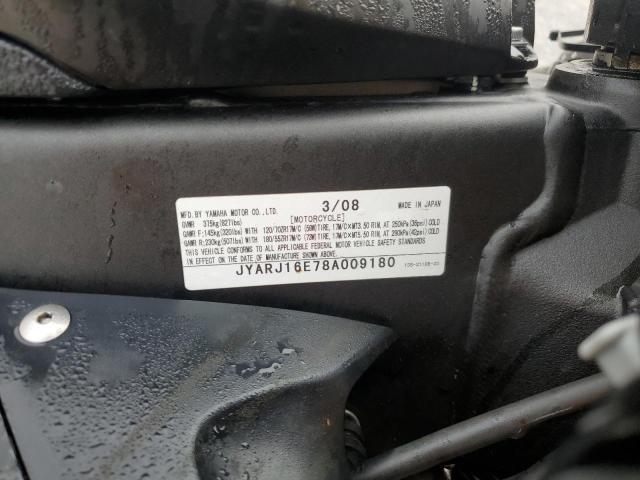 MFD.BY YAMAHA MOTOR CO.,LTD. 3/08 MADE IN JAPAN
GVWR 375kg(827lbs) [MOTORCYCLE]
GAWR F:145kg(320lbs)WITH 120/70ZR17M/C (58W)TIRE, 17M/C×MT3.50 RIM, AT 250kPa(36psi)COLD
GAWR R:230kg(507lbs)WITH 180/55ZR17M/C (73W)TIRE, 17M/C×MT5.50 RIM, AT 290kPa(42psi)COLD
THIS VEHICLE CONFORMS TO ALL APPLICABLE FEDERAL MOTOR VEHICLE SAFETY STANDARDS
IN EFFECT ON THE DATE OF MANUFACTURE SHOWN ABOVE.
JYARJ16E78A009180